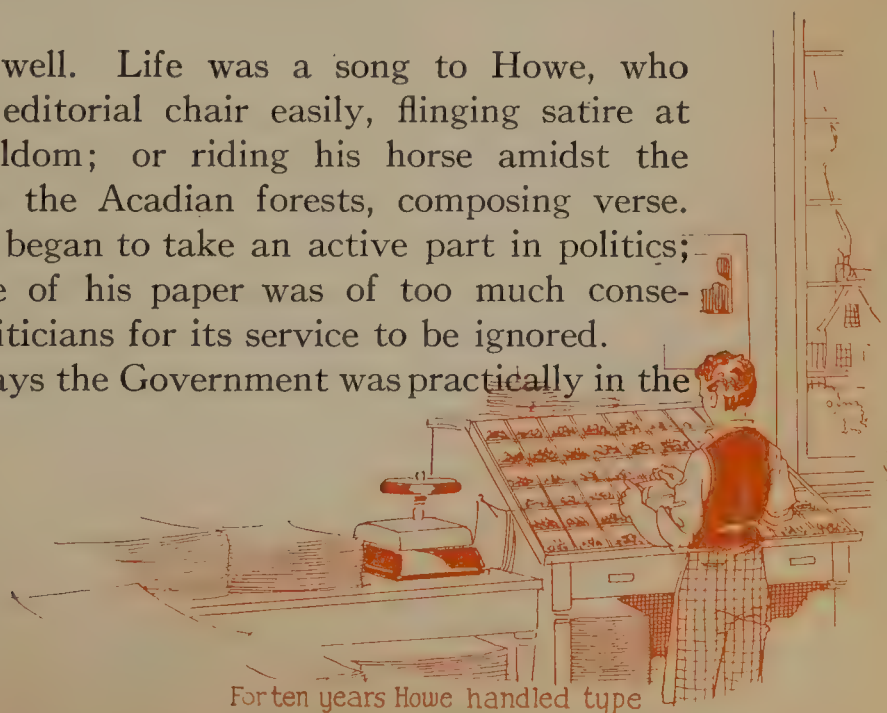 well. Life was a song to Howe, who
editorial chair easily, flinging satire at
ldom; or riding his horse amidst the
the Acadian forests, composing verse.
began to take an active part in politics;
e of his paper was of too much conse-
iticians for its service to be ignored.
ays the Government was practically in the
For ten years Howe handled type